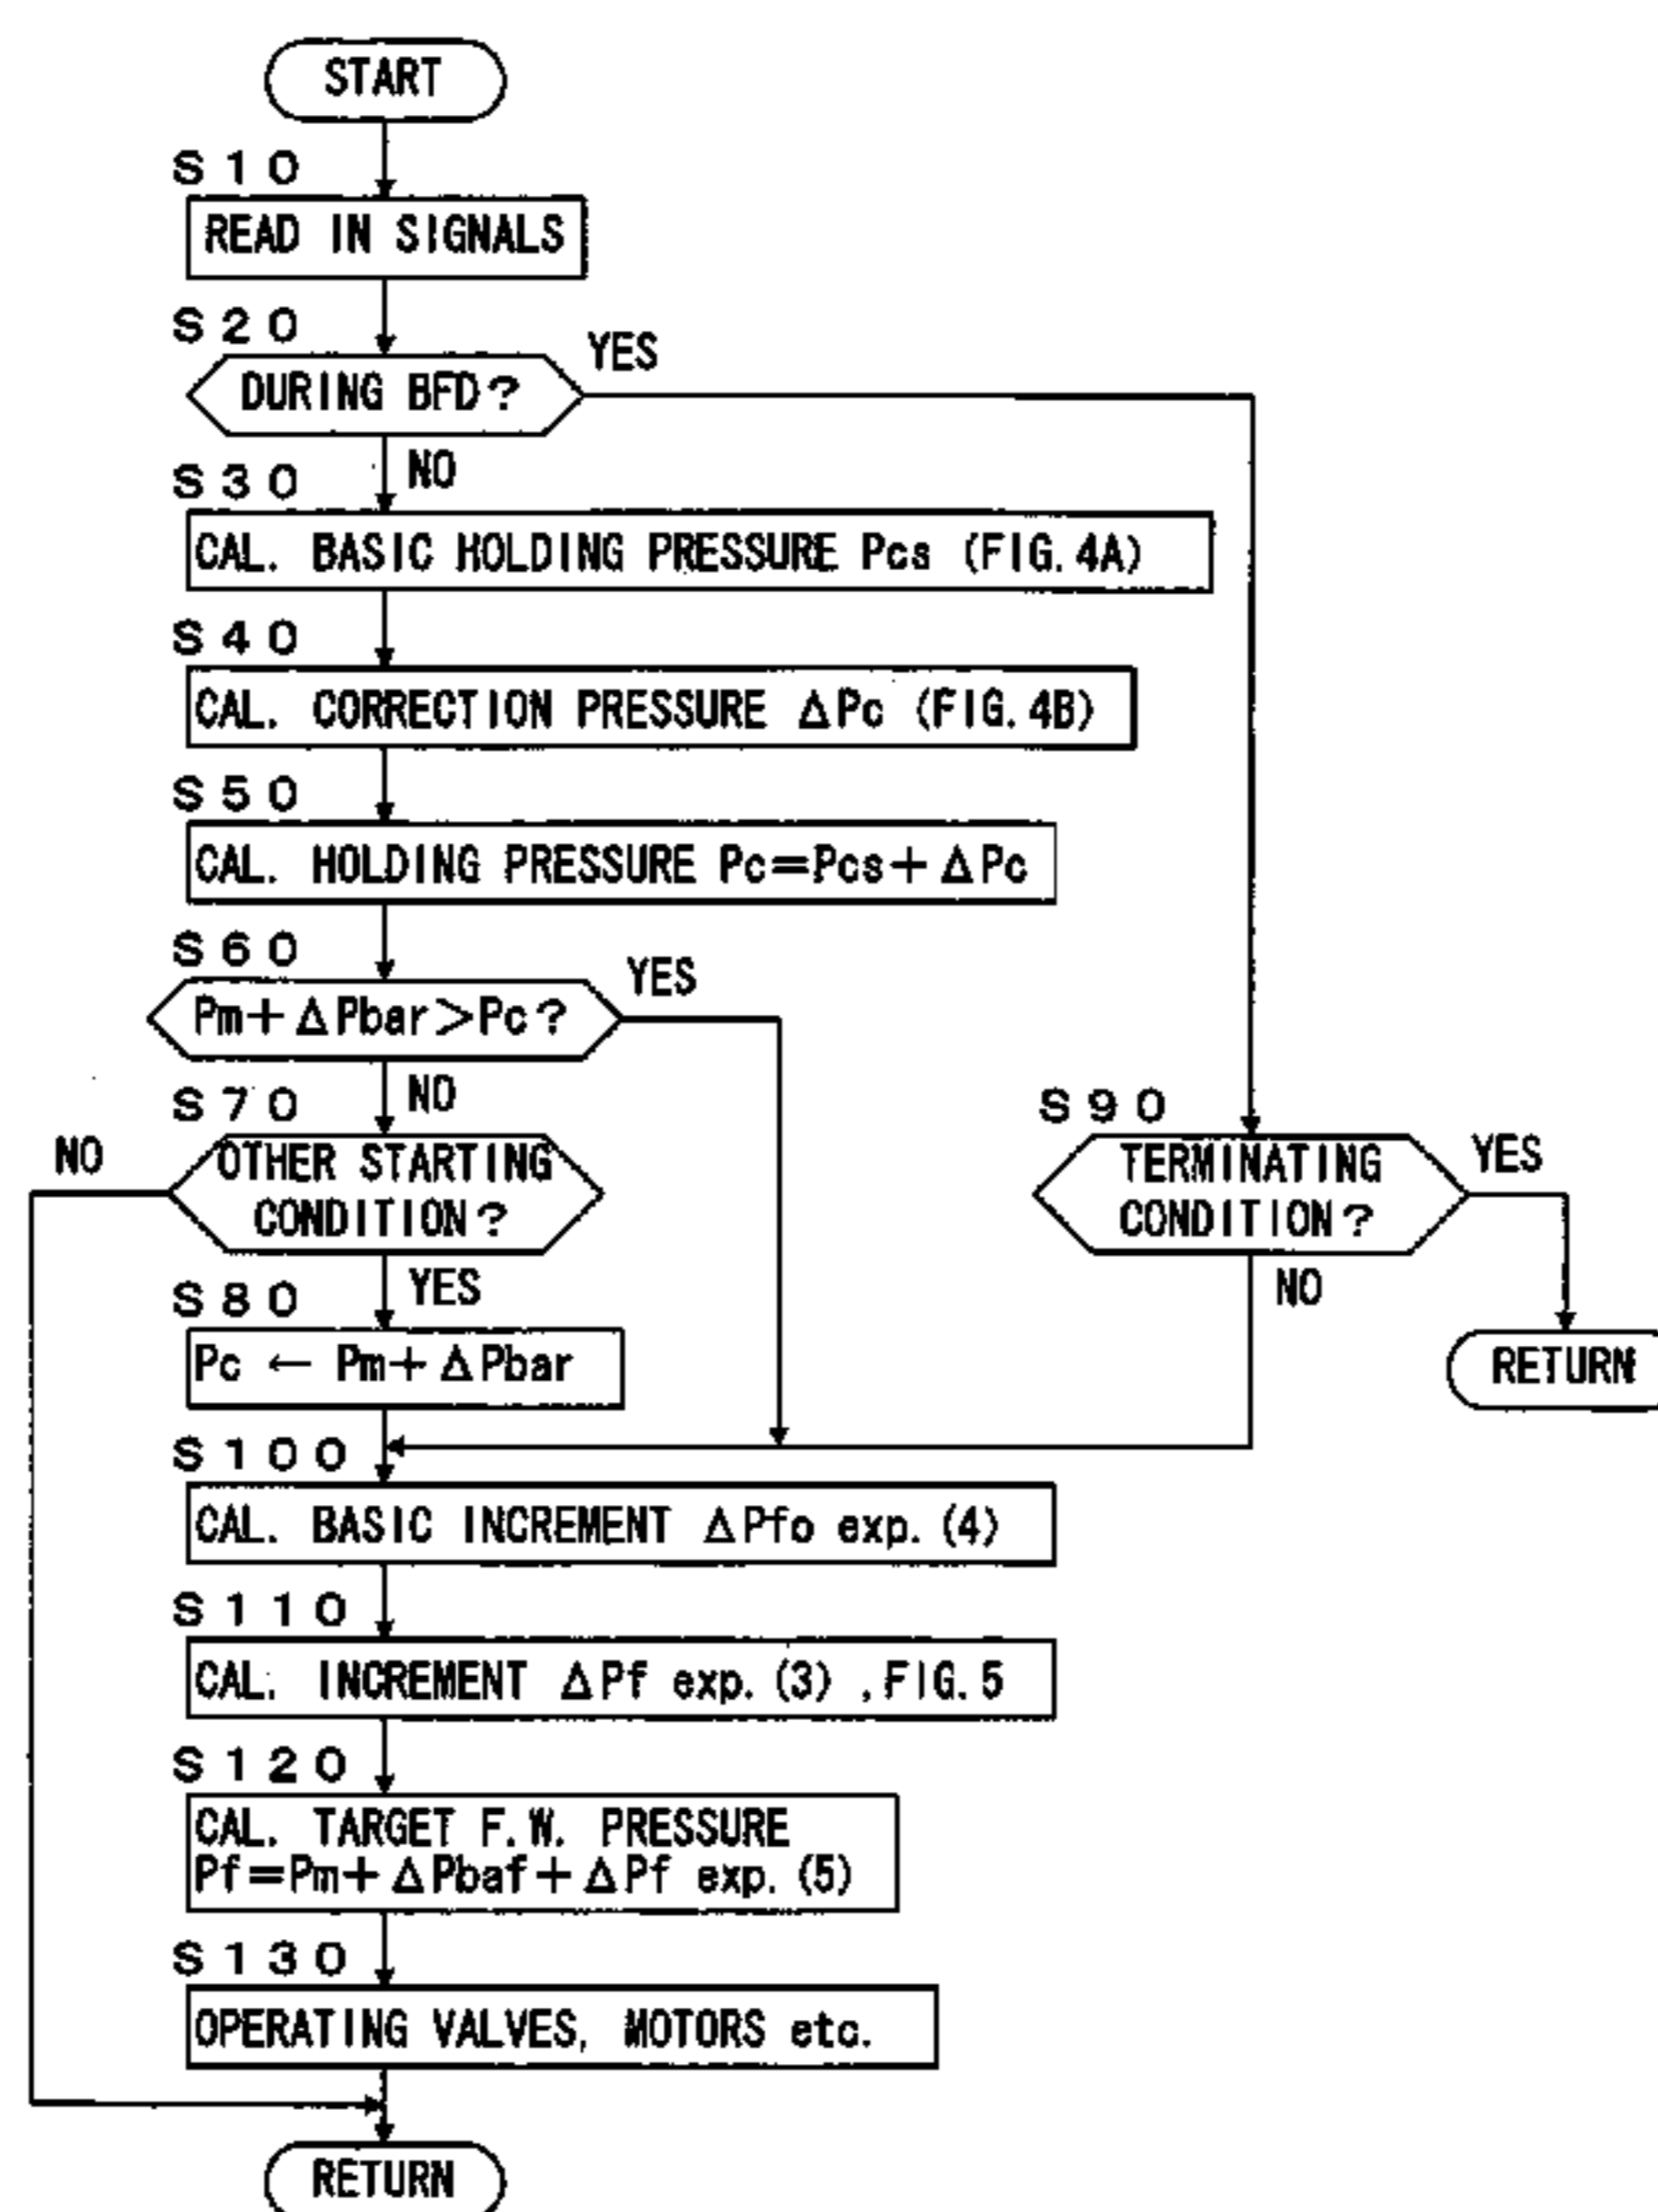 START
S10
READ IN SIGNALS
S20
YES
DURING BFD?
NO
S30
CAL. BASIC HOLDING PRESSURE Pcs (FIG.4A)
S40
CAL. CORRECTION PRESSURE ΔPc (FIG.4B)
S50
CAL. HOLDING PRESSURE Pc=Pcs+ΔPc
S60
YES
Pm+ΔPbar>Pc?
NO
S70
NO
OTHER STARTING
CONDITION?
YES
S90
TERMINATING
CONDITION?
YES
NO
RETURN
S80
Pc ← Pm+ΔPbar
S100
CAL. BASIC INCREMENT ΔPfo exp.(4)
S110
CAL. INCREMENT ΔPf exp.(3) ,FIG.5
S120
CAL. TARGET F.W. PRESSURE
Pf=Pm+ΔPbaf+ΔPf exp.(5)
S130
OPERATING VALVES, MOTORS etc.
RETURN